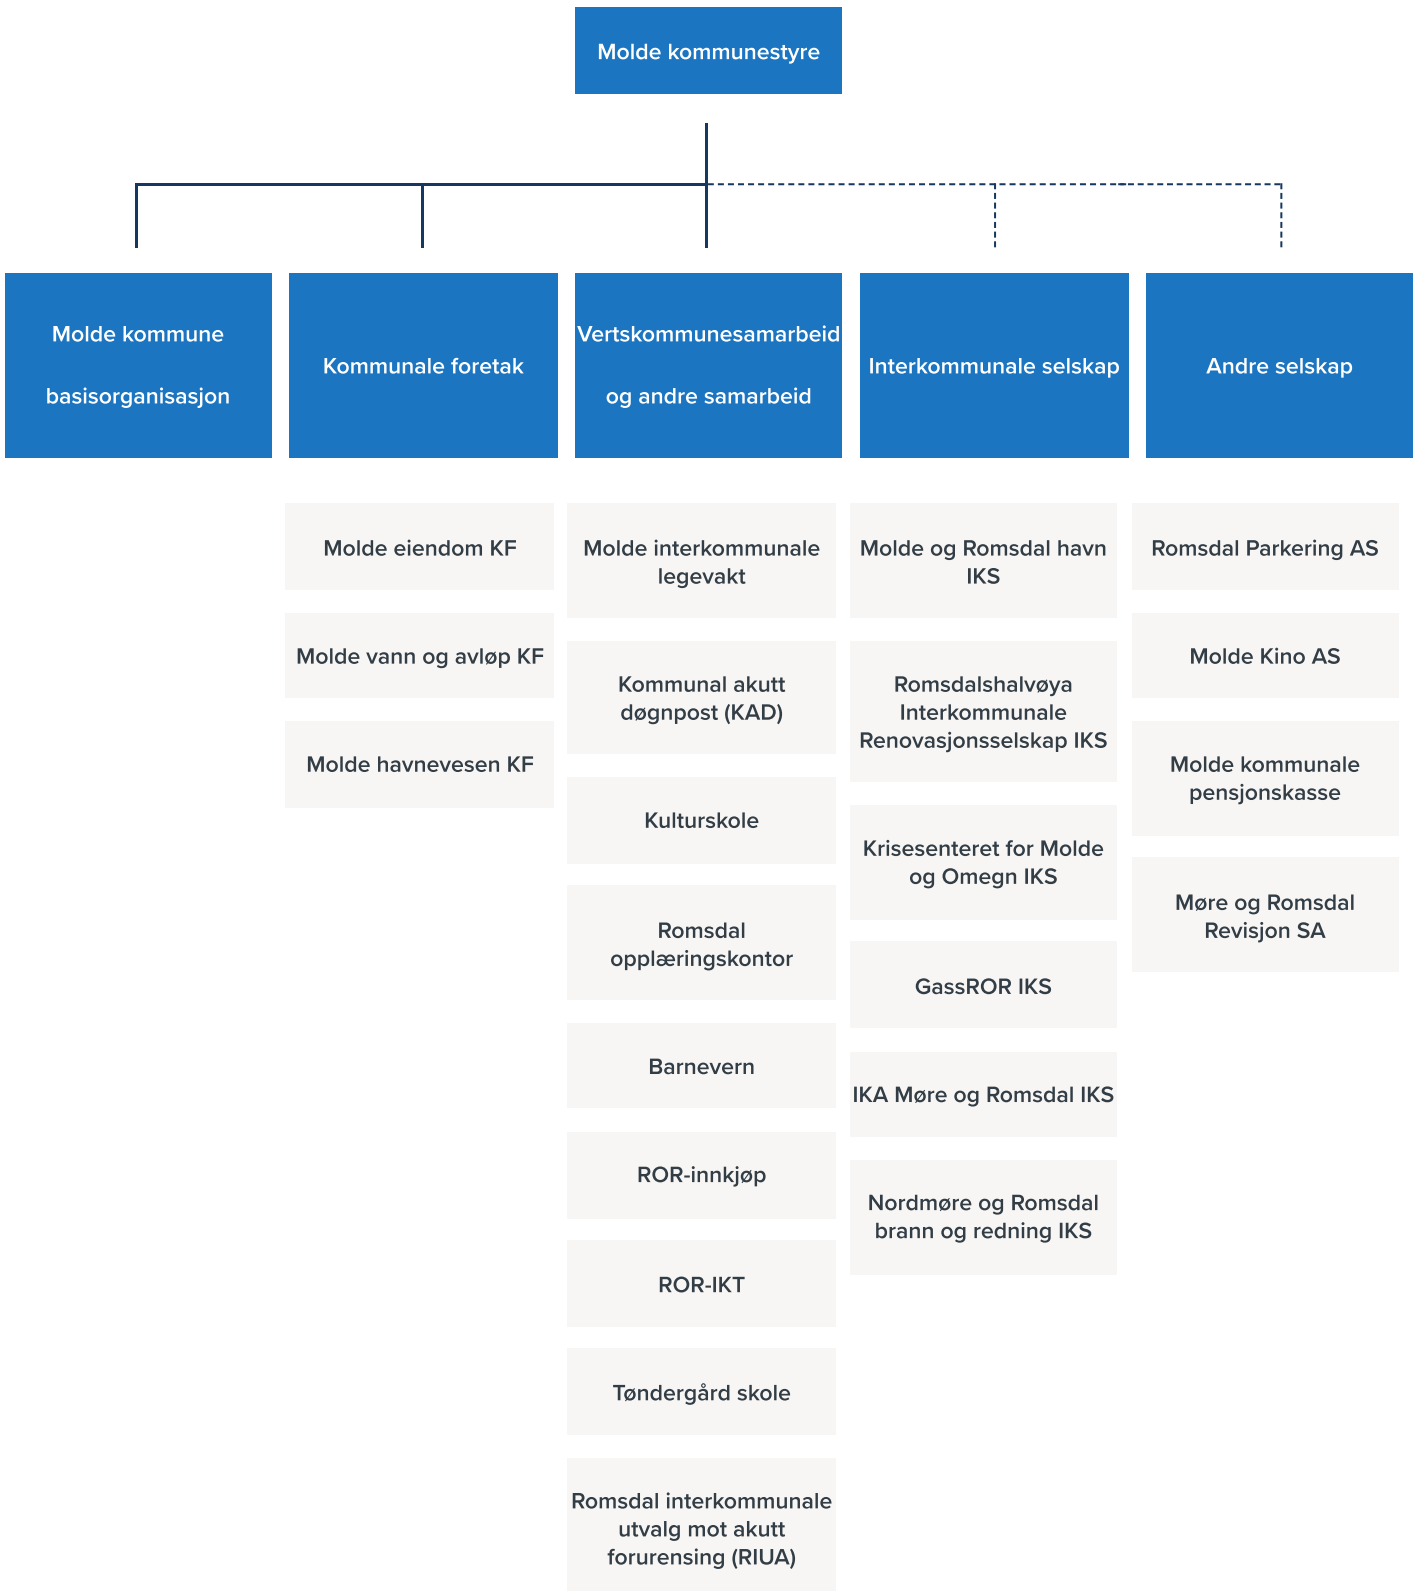 Molde kommunestyre
Molde kommune
basisorganisasjon
Kommunale foretak
Vertskommunesamarbeid
og andre samarbeid
Interkommunale selskap
Andre selskap
Molde eiendom KF
Molde vann og avløp KF
Molde havnevesen KF
Molde interkommunale
legevakt
Kommunal akutt
døgnpost (KAD)
Kulturskole
Romsdal
opplæringskontor
Barnevern
ROR-innkjøp
ROR-IKT
Tøndergård skole
Romsdal interkommunale
utvalg mot akutt
forurensing (RIUA)
Molde og Romsdal havn
IKS
Romsdalshalvøya
Interkommunale
Renovasjonsselskap IKS
Krisesenteret for Molde
og Omegn IKS
GassROR IKS
IKA Møre og Romsdal IKS
Nordmøre og Romsdal
brann og redning IKS
Romsdal Parkering AS
Molde Kino AS
Molde kommunale
pensjonskasse
Møre og Romsdal
Revisjon SA